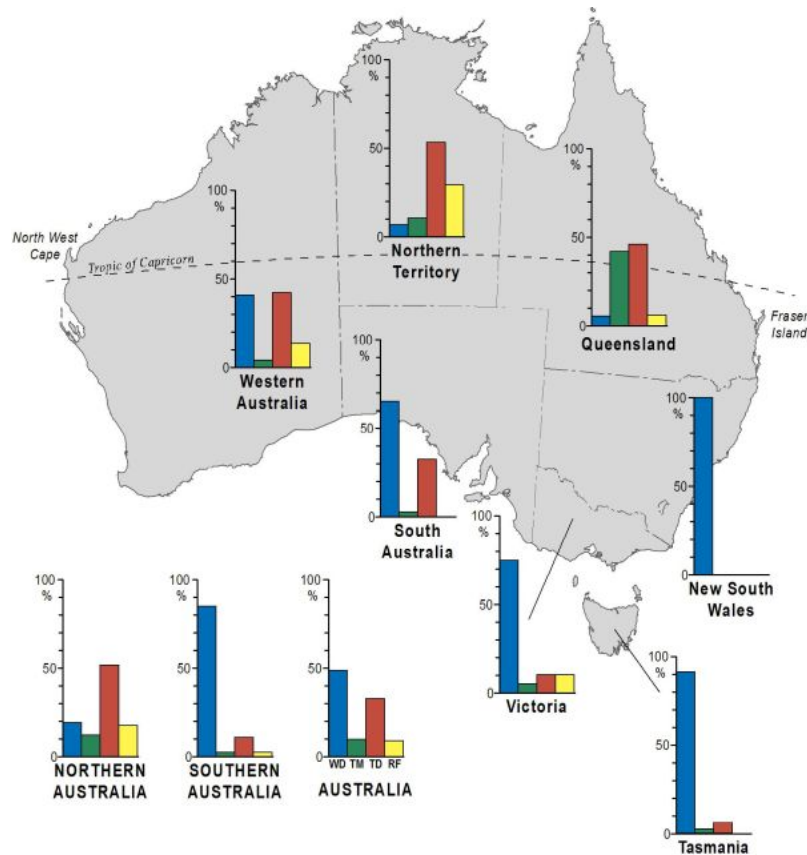 100
%
50
0
Northern
Territory
100
%
50
0
Queensland
100
%
50
0
Western
Australia
North West
Cape
Tropic of Capricorn
Fraser
Island
100
%
50
0
South
Australia
100
%
50
0
New South
Wales
100
%
50
0
Victoria
100
%
50
0
NORTHERN
AUSTRALIA
100
%
50
0
SOUTHERN
AUSTRALIA
100
%
50
0
WD TM TD RF
AUSTRALIA
100
%
50
0
Tasmania